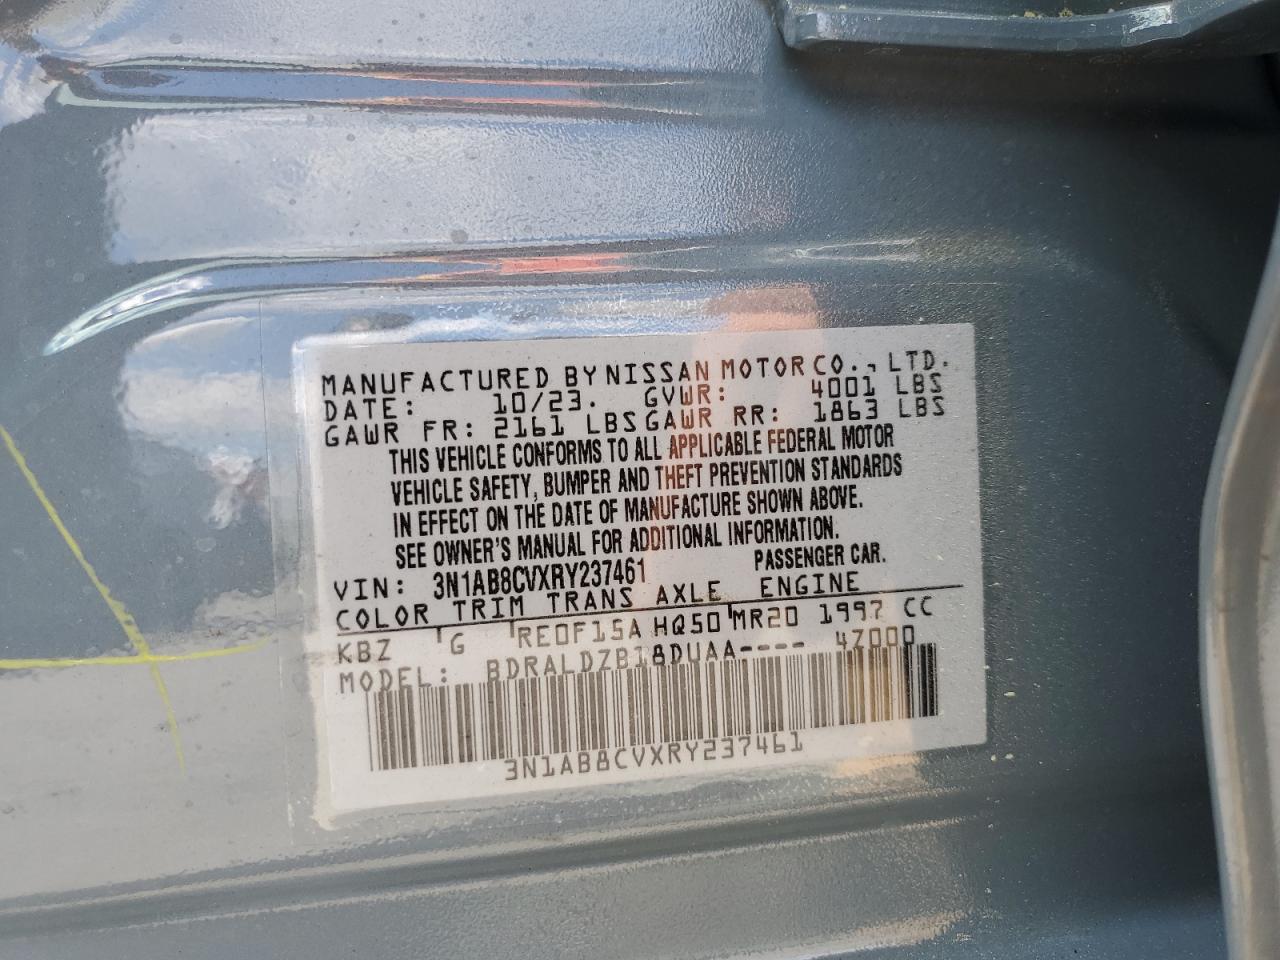 MANUFACTURED BY NISSAN MOTOR CO., LTD.
DATE: 10/23. GVWR: 4001 LBS
GAWR FR: 2161 LBS GAWR RR: 1863 LBS
THIS VEHICLE CONFORMS TO ALL APPLICABLE FEDERAL MOTOR
VEHICLE SAFETY, BUMPER AND THEFT PREVENTION STANDARDS
IN EFFECT ON THE DATE OF MANUFACTURE SHOWN ABOVE.
SEE OWNER'S MANUAL FOR ADDITIONAL INFORMATION.
VIN: 3N1AB8CVXRY237461 PASSENGER CAR.
COLOR TRIM TRANS AXLE ENGINE
KBZ 'G 'RE0F15A HQ50 'MR20 1997 CC
MODEL: BDRALDZB18DUAA---- 4Z000
3N1AB8CVXRY237461